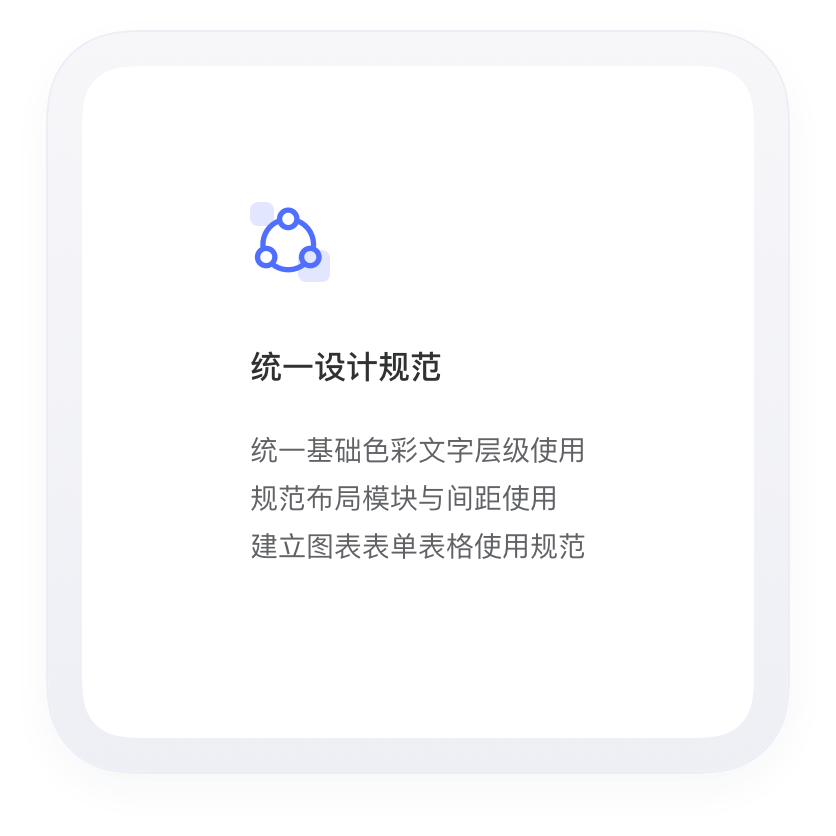 统一设计规范
统一基础色彩文字层级使用
规范布局模块与间距使用
建立图表表单表格使用规范